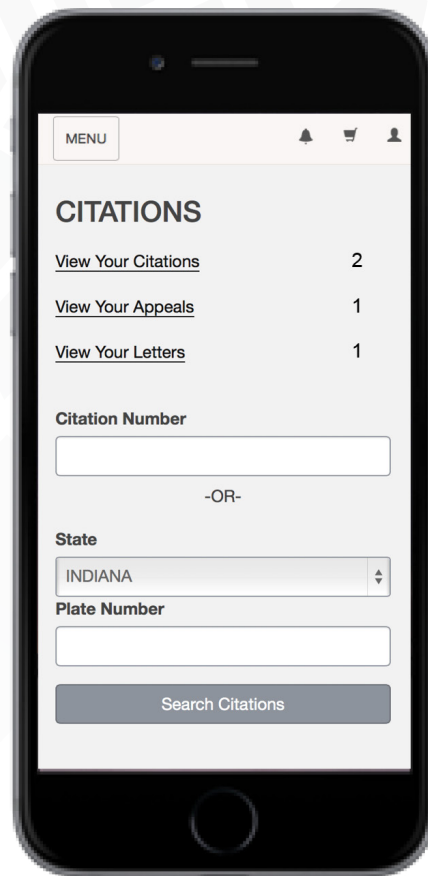 MENU
CITATIONS
View Your Citations 2
View Your Appeals 1
View Your Letters 1
Citation Number
-OR-
State
INDIANA
Plate Number
Search Citations